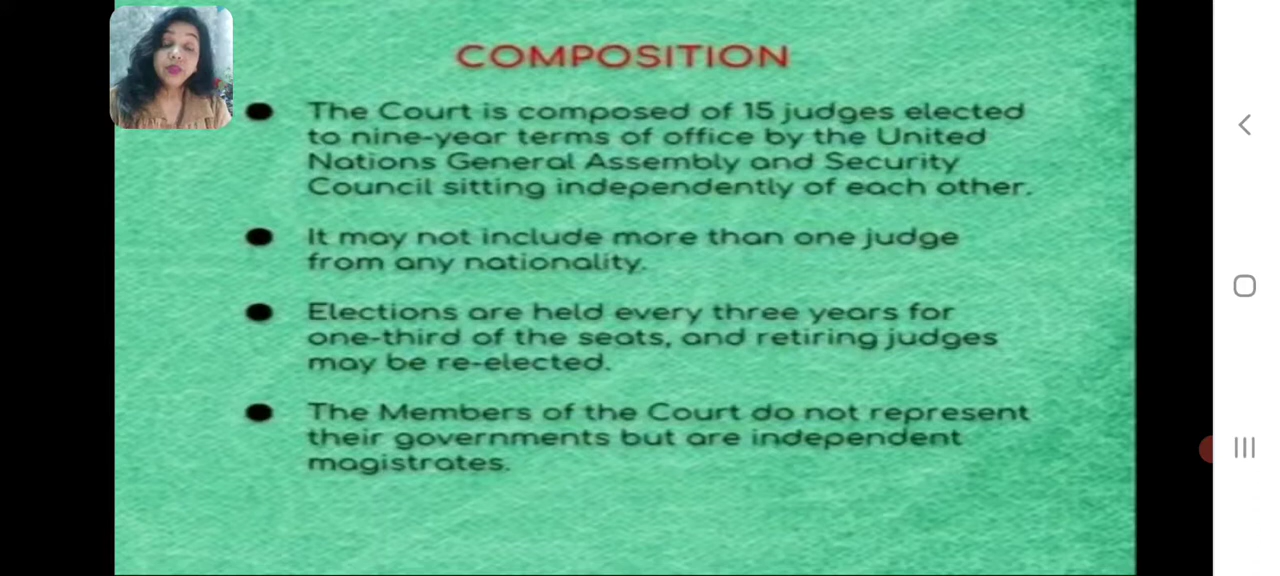 COMPOSITION
The Court is composed of 15 judges elected
to nine-year terms of office by the United
Nations General Assembly and Security
Council sitting independently of each other.
It may not include more than one judge
from any nationality.
Elections are held every three years for
one-third of the seats, and retiring judges
may be re-elected.
The Members of the Court do not represent
their governments but are independent
magistrates.